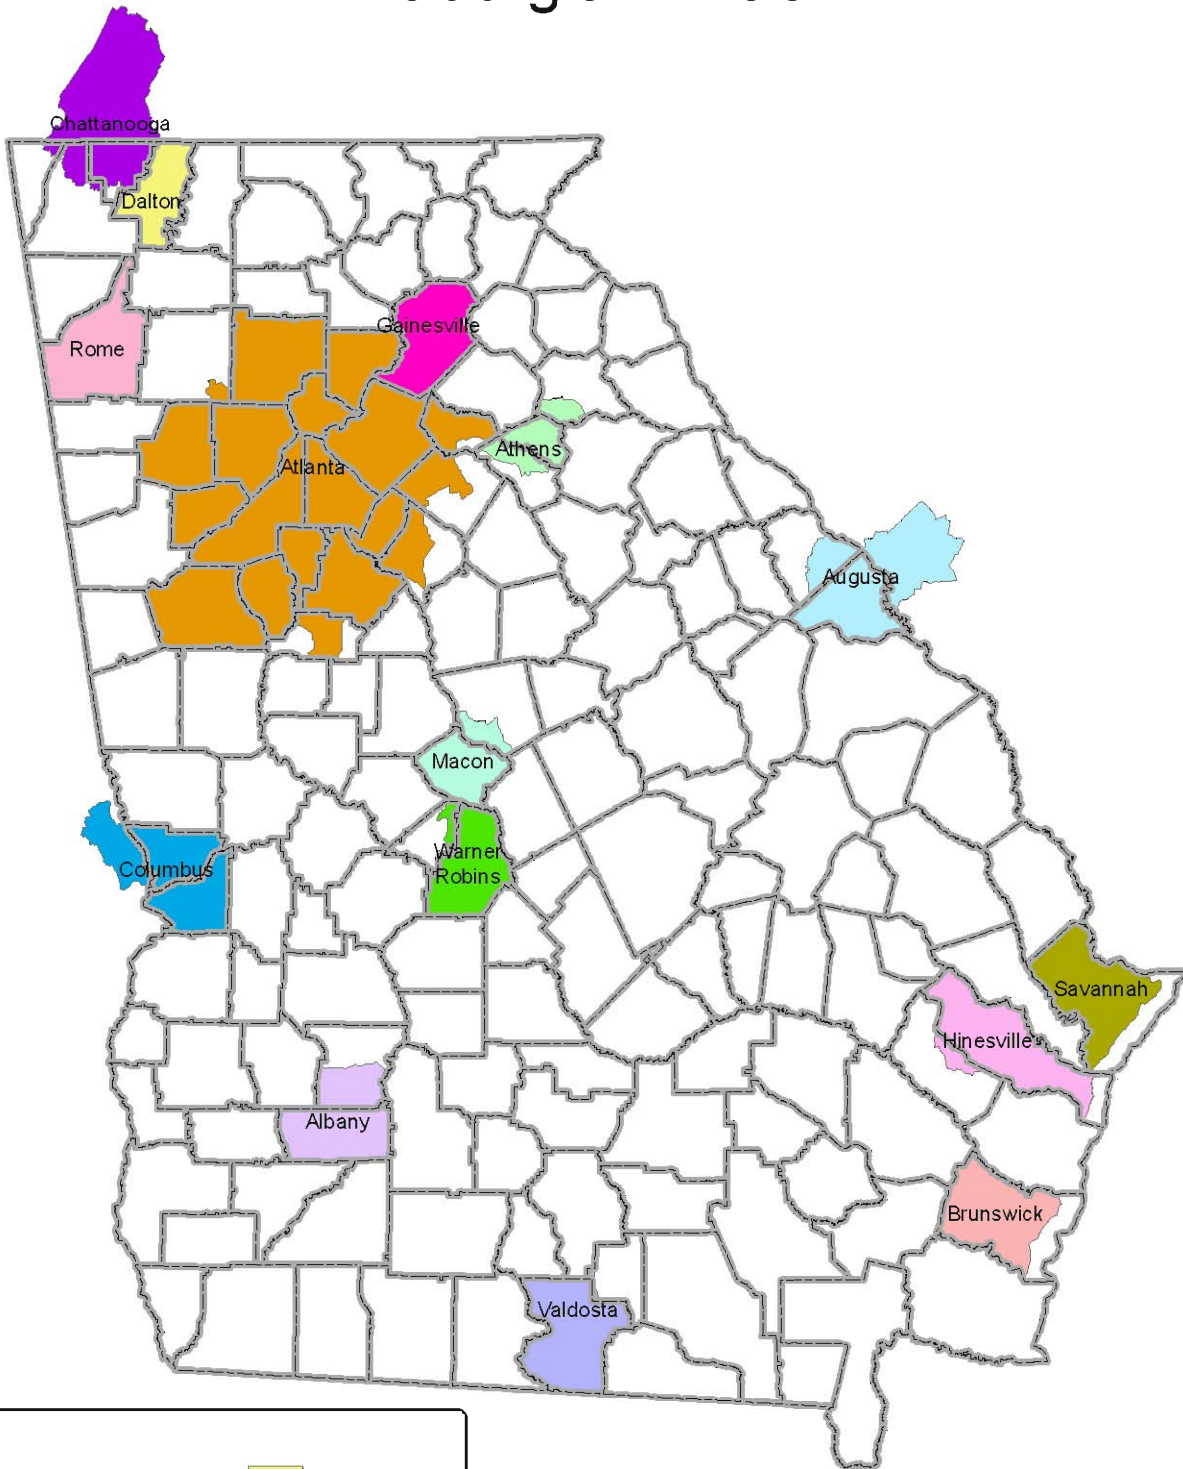 Chattanooga
Dalton
Gainesville
Rome
Athens
Atlanta
Augusta
Macon
Warner
Robins
Columbus
Savannah
Hinesville
Albany
Brunswick
Valdosta